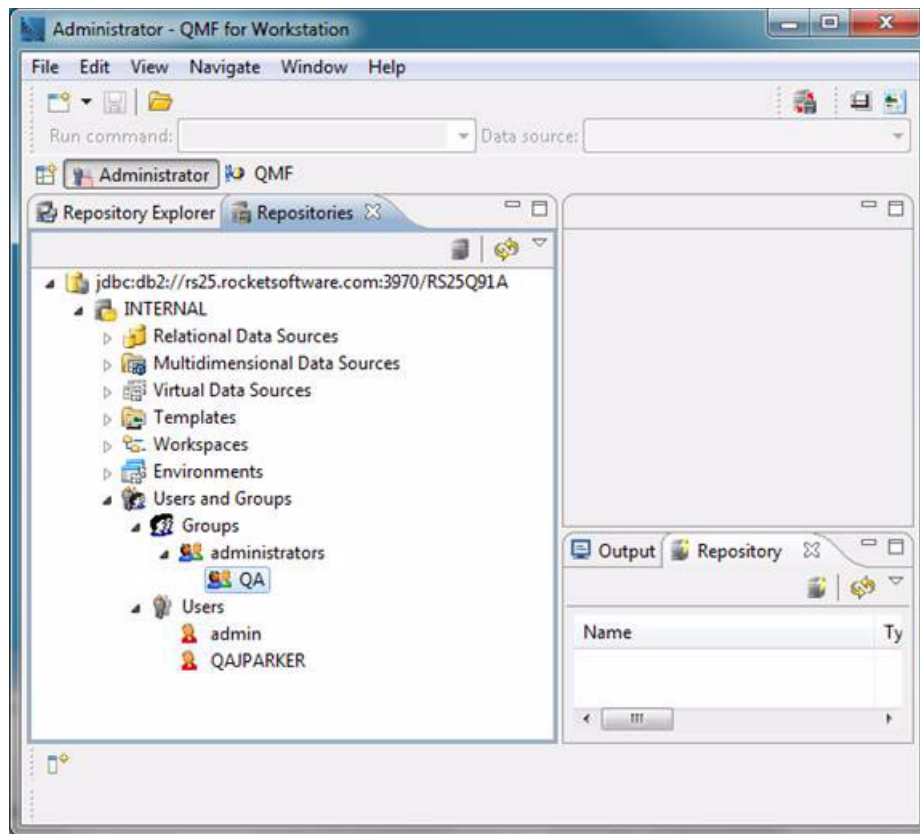 Administrator - QMF for Workstation
File Edit View Navigate Window Help
Run command: Data source:
Administrator QMF
Repository Explorer Repositories
jdbc:db2://rs25.rocketsoftware.com:3970/RS25Q91A
INTERNAL
Relational Data Sources
Multidimensional Data Sources
Virtual Data Sources
Templates
Workspaces
Environments
Users and Groups
Groups
administrators
QA
Users
admin
QAJPARKER
Output Repository
Name Ty